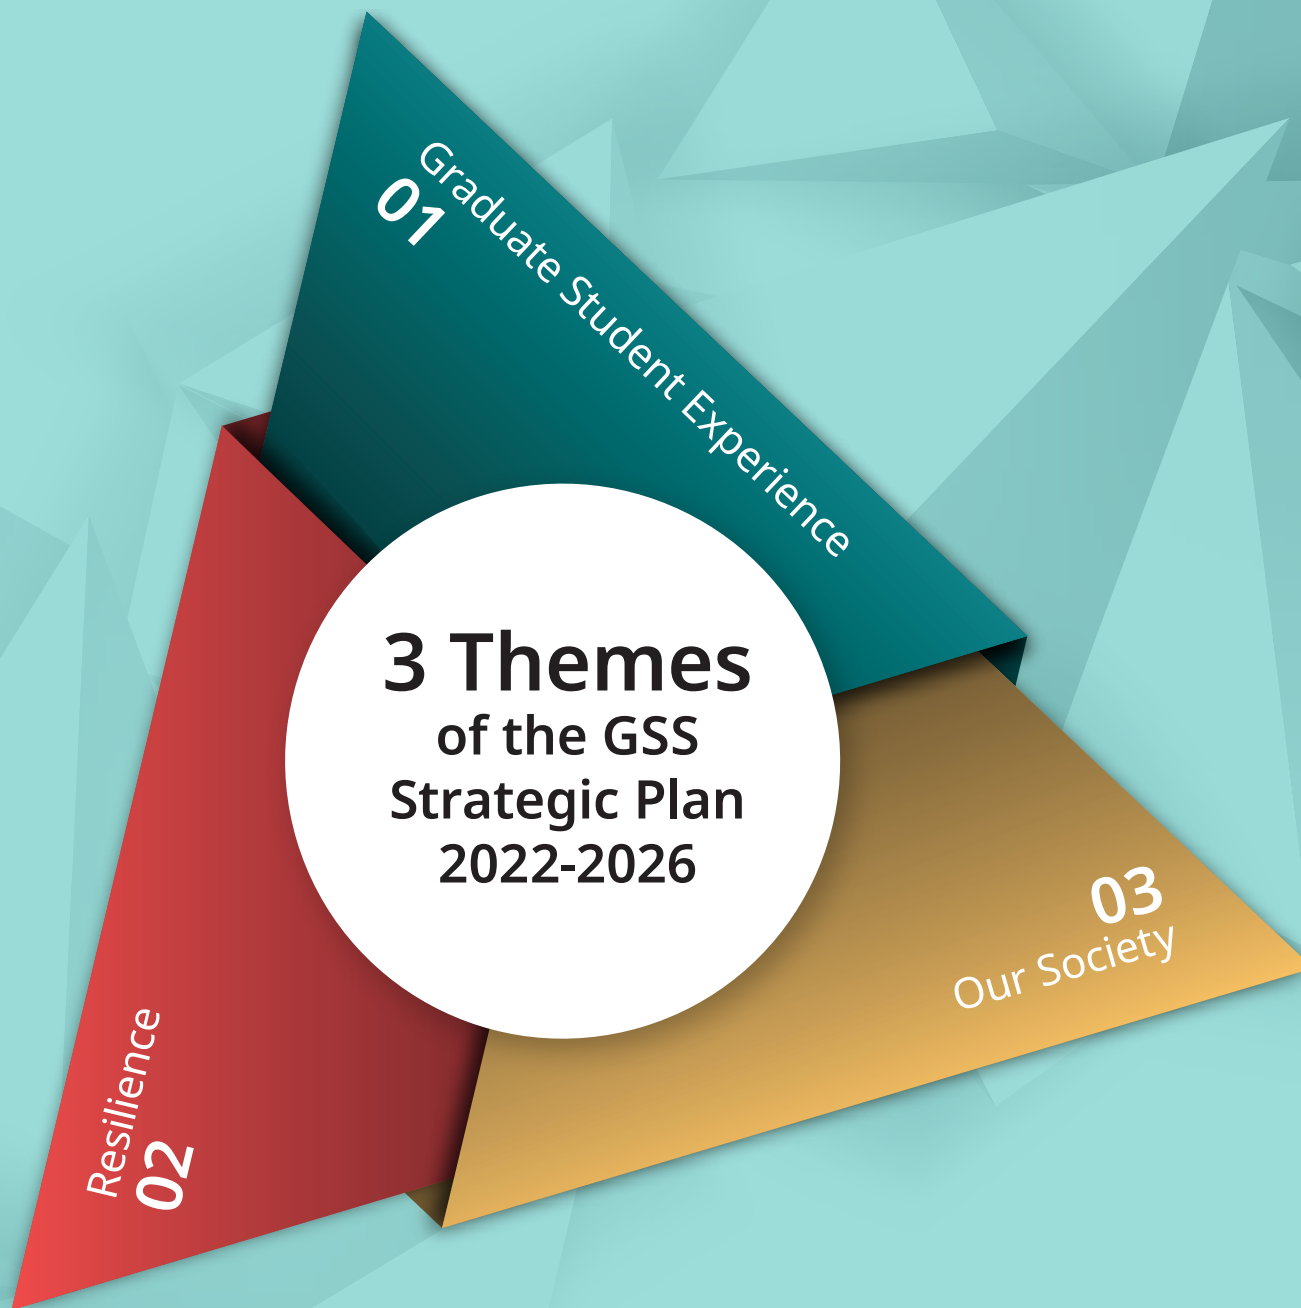 Graduate Student Experience
01
3 Themes
of the GSS
Strategic Plan
2022-2026
03
Our Society
Resilience
02